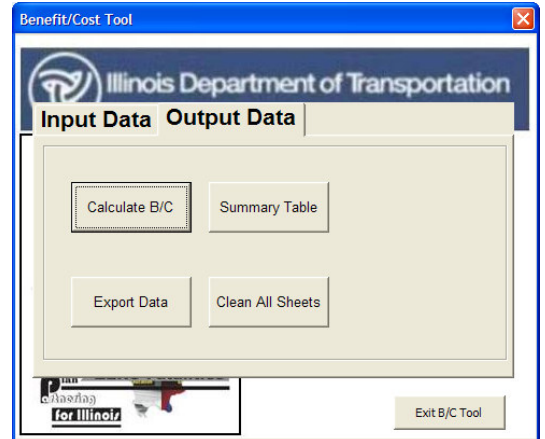 Benefit/Cost Tool
Illinois Department of Transportation
Input Data Output Data
Calculate B/C Summary Table
Export Data Clean All Sheets
for Illinois
Exit B/C Tool